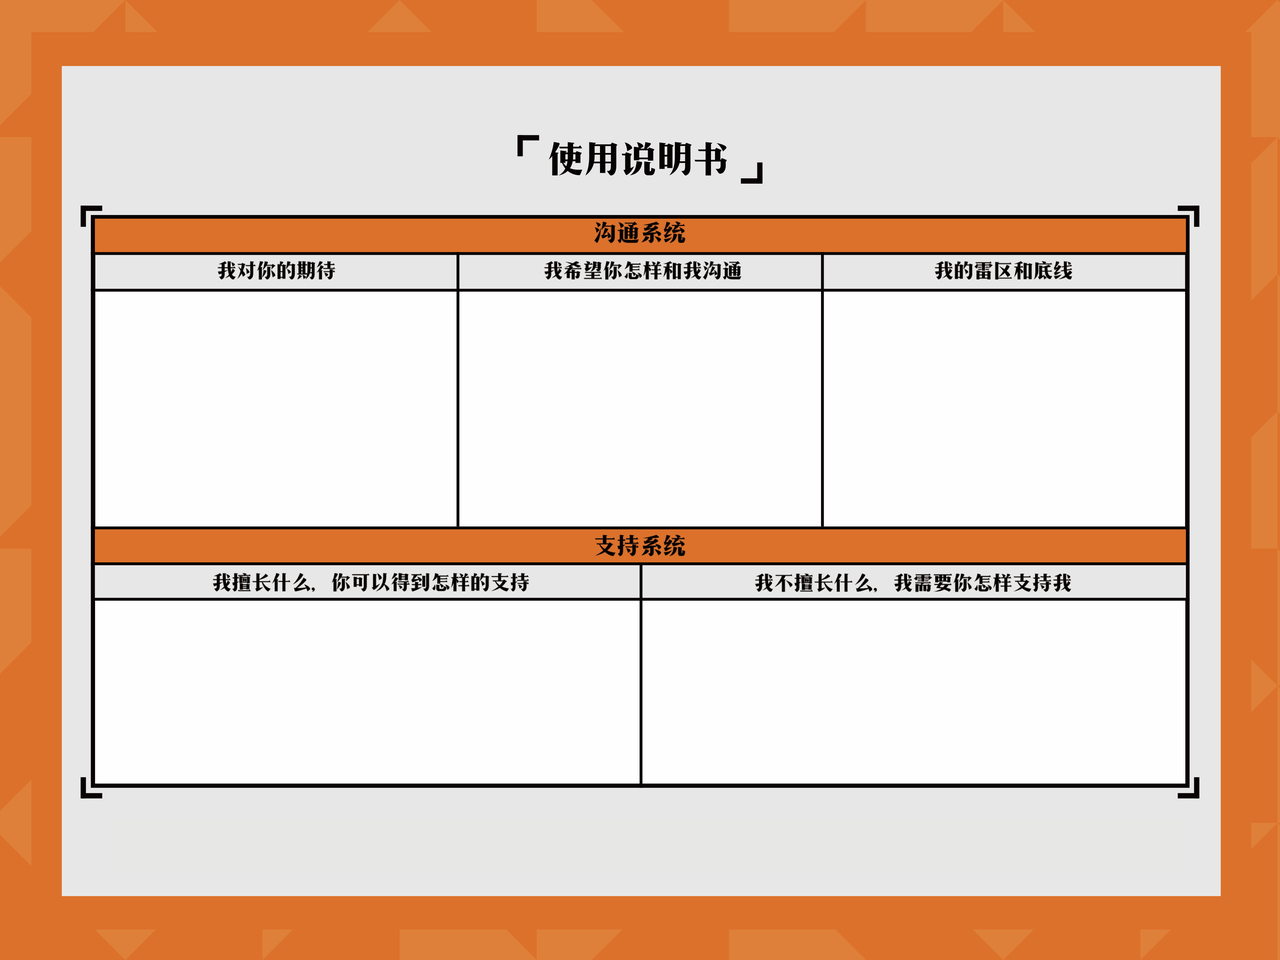 「使用说明书」
沟通系统
我对你的期待
我希望你怎样和我沟通
我的雷区和底线
支持系统
我擅长什么，你可以得到怎样的支持
我不擅长什么，我需要你怎样支持我